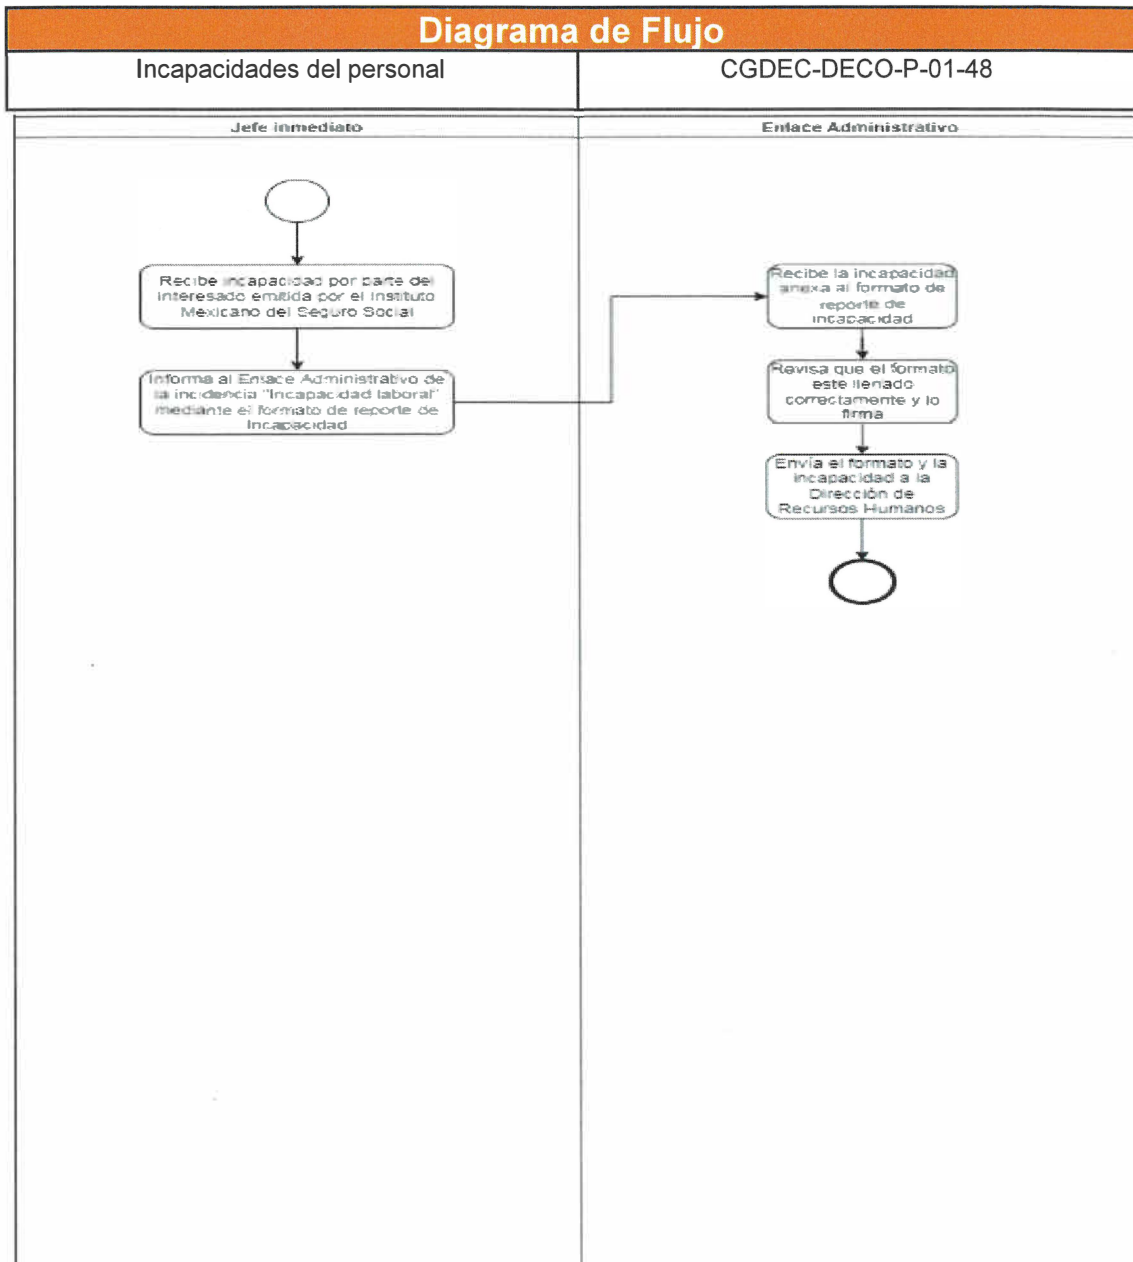 Diagrama de Flujo
Incapacidades del personal
CGDEC-DECO-P-01-48
Jefe inmediato
Enlace Administrativo
Recibe incapacidad por parte del
interesado emitida por el Instituto
Mexicano del Seguro Social
Informa al Enlace Administrativo de
la incidencia "Incapacidad laboral"
mediante el formato de reporte de
Incapacidad
Recibe la incapacidad
anexa al formato de
reporte de
incapacidad
Revisa que el formato
este llenado
correctamente y lo
firma
Envía el formato y la
incapacidad a la
Dirección de
Recursos Humanos